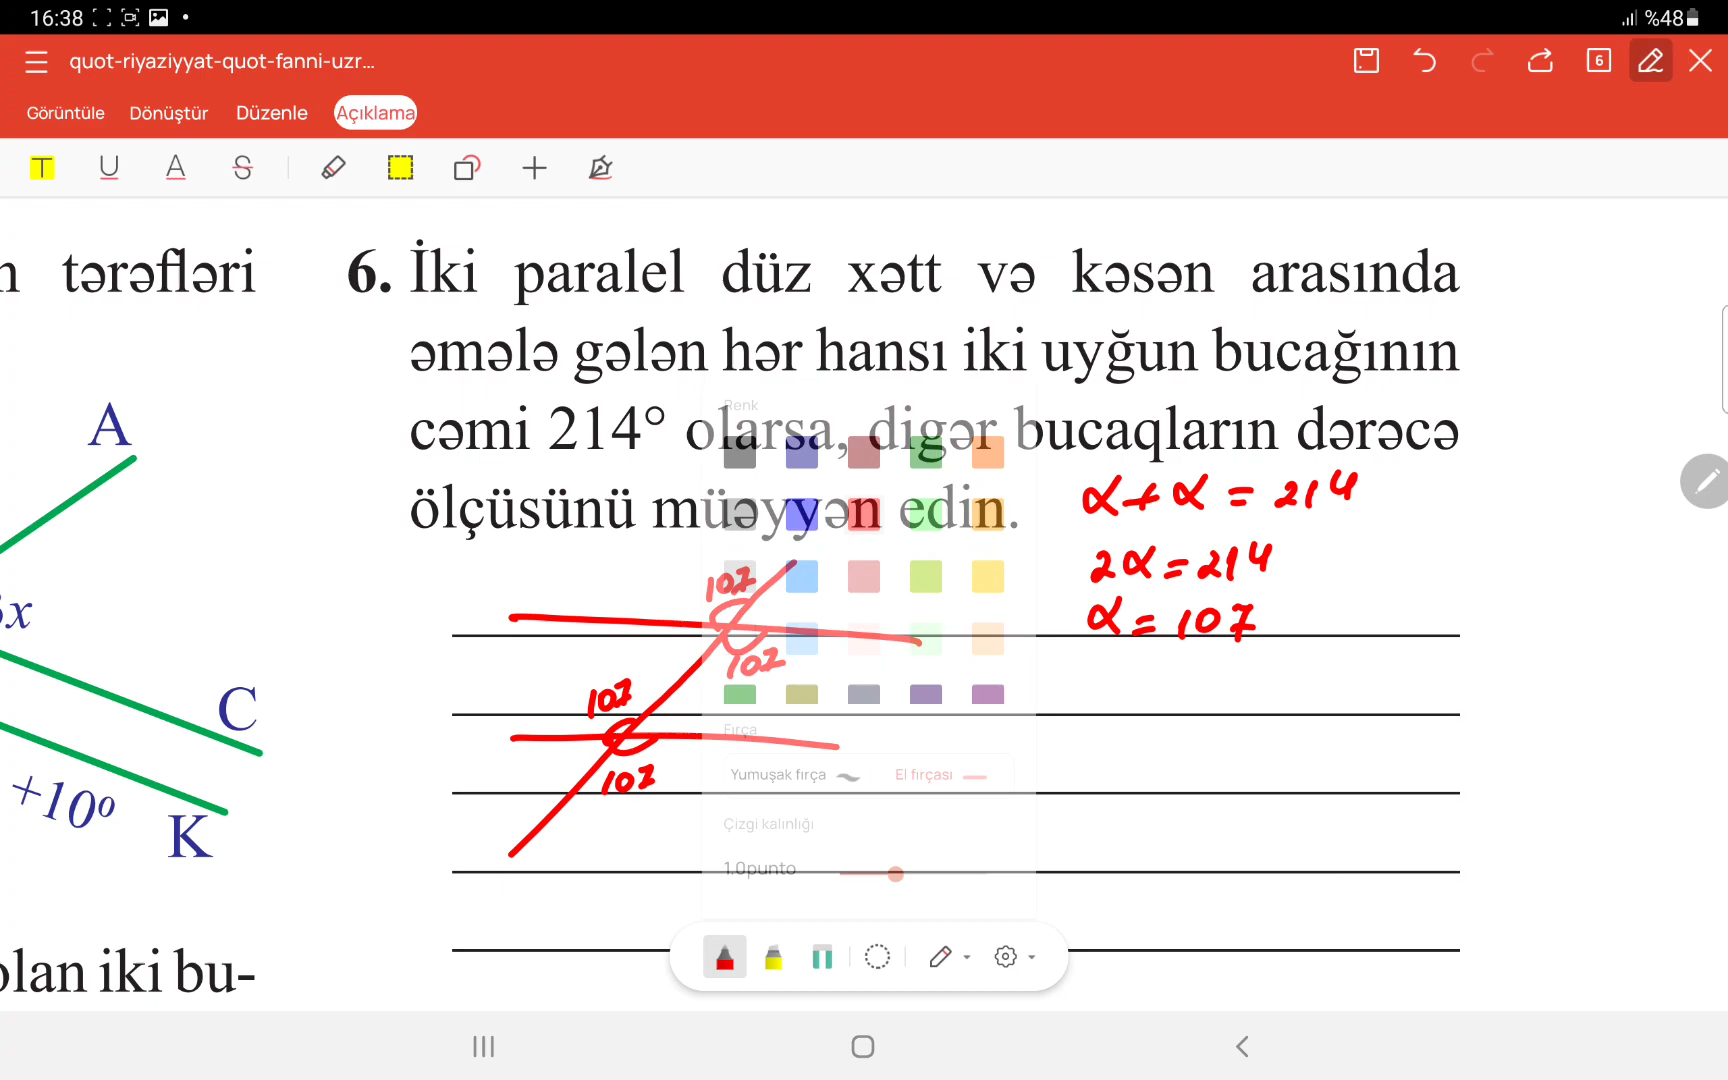 16:38
%48
quot-riyaziyyat-quot-fanni-uzr...
6
Görüntüle Dönüştür Düzenle Açıklama
T U A S
n tərəfləri
A
x
C
+10º
K
olan iki bu-
6. İki paralel düz xətt və kəsən arasında
əmələ gələn hər hansı iki uyğun bucağının
cəmi 214° olarsa, digər bucaqların dərəcə
ölçüsünü müəyyən edin.
α+α=214
2α=214
α=107
107
107
107
107
Renk
Fırça
Yumuşak fırça El fırçası
Çizgi kalınlığı
1.0punto